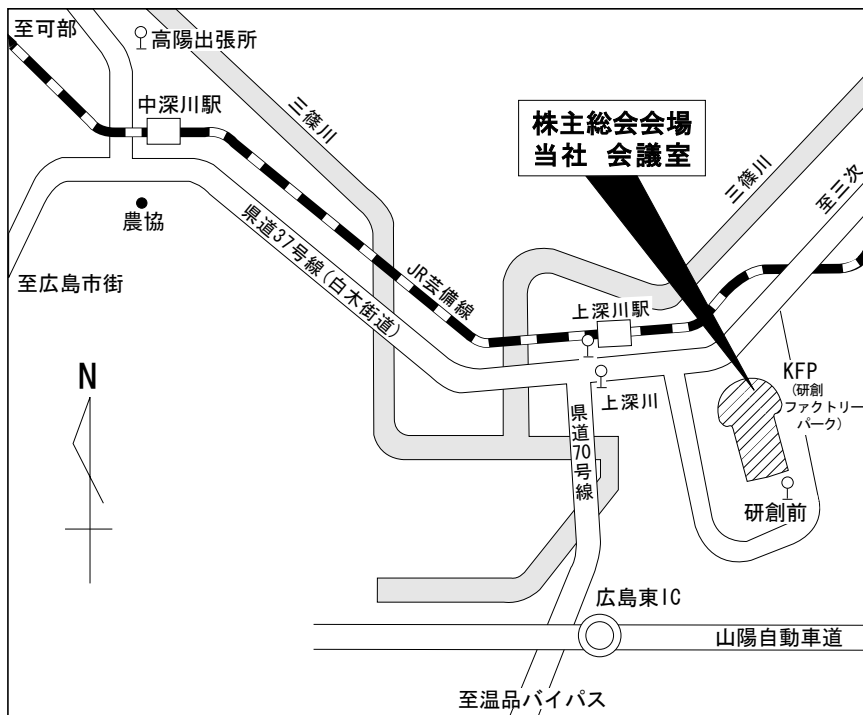 至可部
高陽出張所
中深川駅
三篠川
株主総会会場
当社 会議室
三篠川
至三次
農協
県道37号線(白木街道)
JR芸備線
至広島市街
上深川駅
N
KFP
(研創
ファクトリー
パーク)
上深川
県道70号線
研創前
広島東IC
山陽自動車道
至温品バイパス